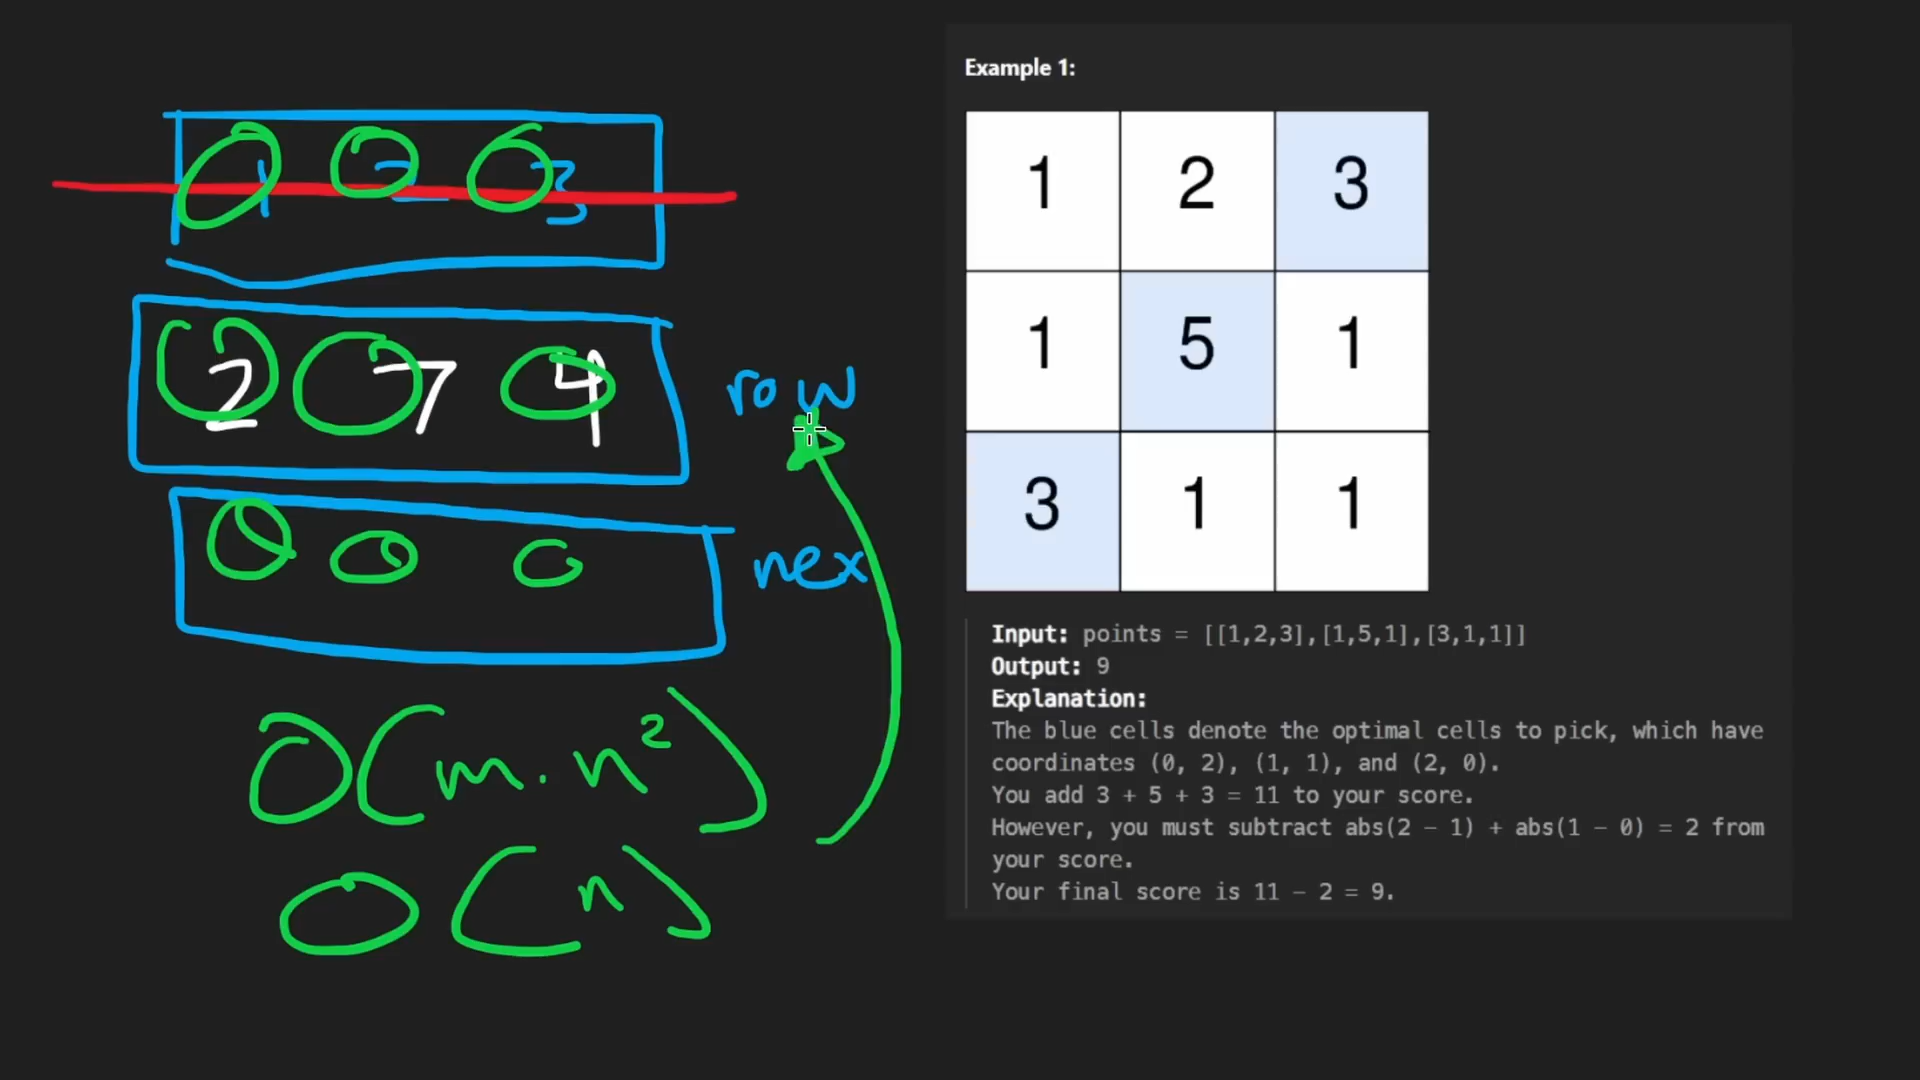 1 2 3
2 7 4
row
nex
O(m·n²)
O(n)
Example 1:
1 2 3
1 5 1
3 1 1
Input: points = [[1,2,3],[1,5,1],[3,1,1]]
Output: 9
Explanation:
The blue cells denote the optimal cells to pick, which have
coordinates (0, 2), (1, 1), and (2, 0).
You add 3 + 5 + 3 = 11 to your score.
However, you must subtract abs(2 - 1) + abs(1 - 0) = 2 from
your score.
Your final score is 11 - 2 = 9.